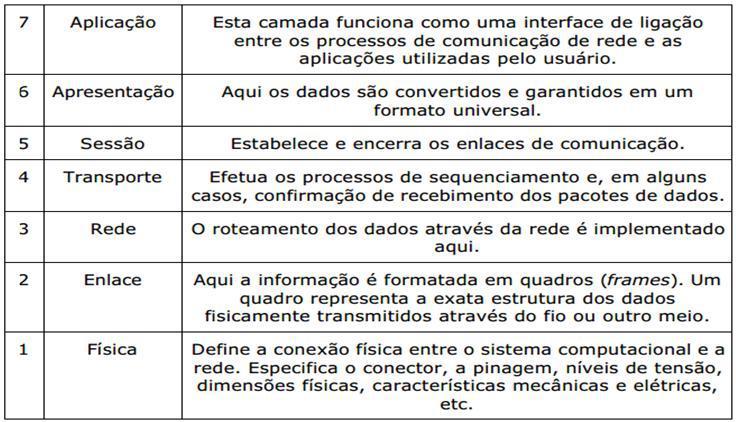 7 Aplicação Esta camada funciona como uma interface de ligação
entre os processos de comunicação de rede e as
aplicações utilizadas pelo usuário.
6 Apresentação Aqui os dados são convertidos e garantidos em um
formato universal.
5 Sessão Estabelece e encerra os enlaces de comunicação.
4 Transporte Efetua os processos de sequenciamento e, em alguns
casos, confirmação de recebimento dos pacotes de dados.
3 Rede O roteamento dos dados através da rede é implementado
aqui.
2 Enlace Aqui a informação é formatada em quadros (frames). Um
quadro representa a exata estrutura dos dados
fisicamente transmitidos através do fio ou outro meio.
1 Física Define a conexão física entre o sistema computacional e a
rede. Especifica o conector, a pinagem, níveis de tensão,
dimensões físicas, características mecânicas e elétricas,
etc.